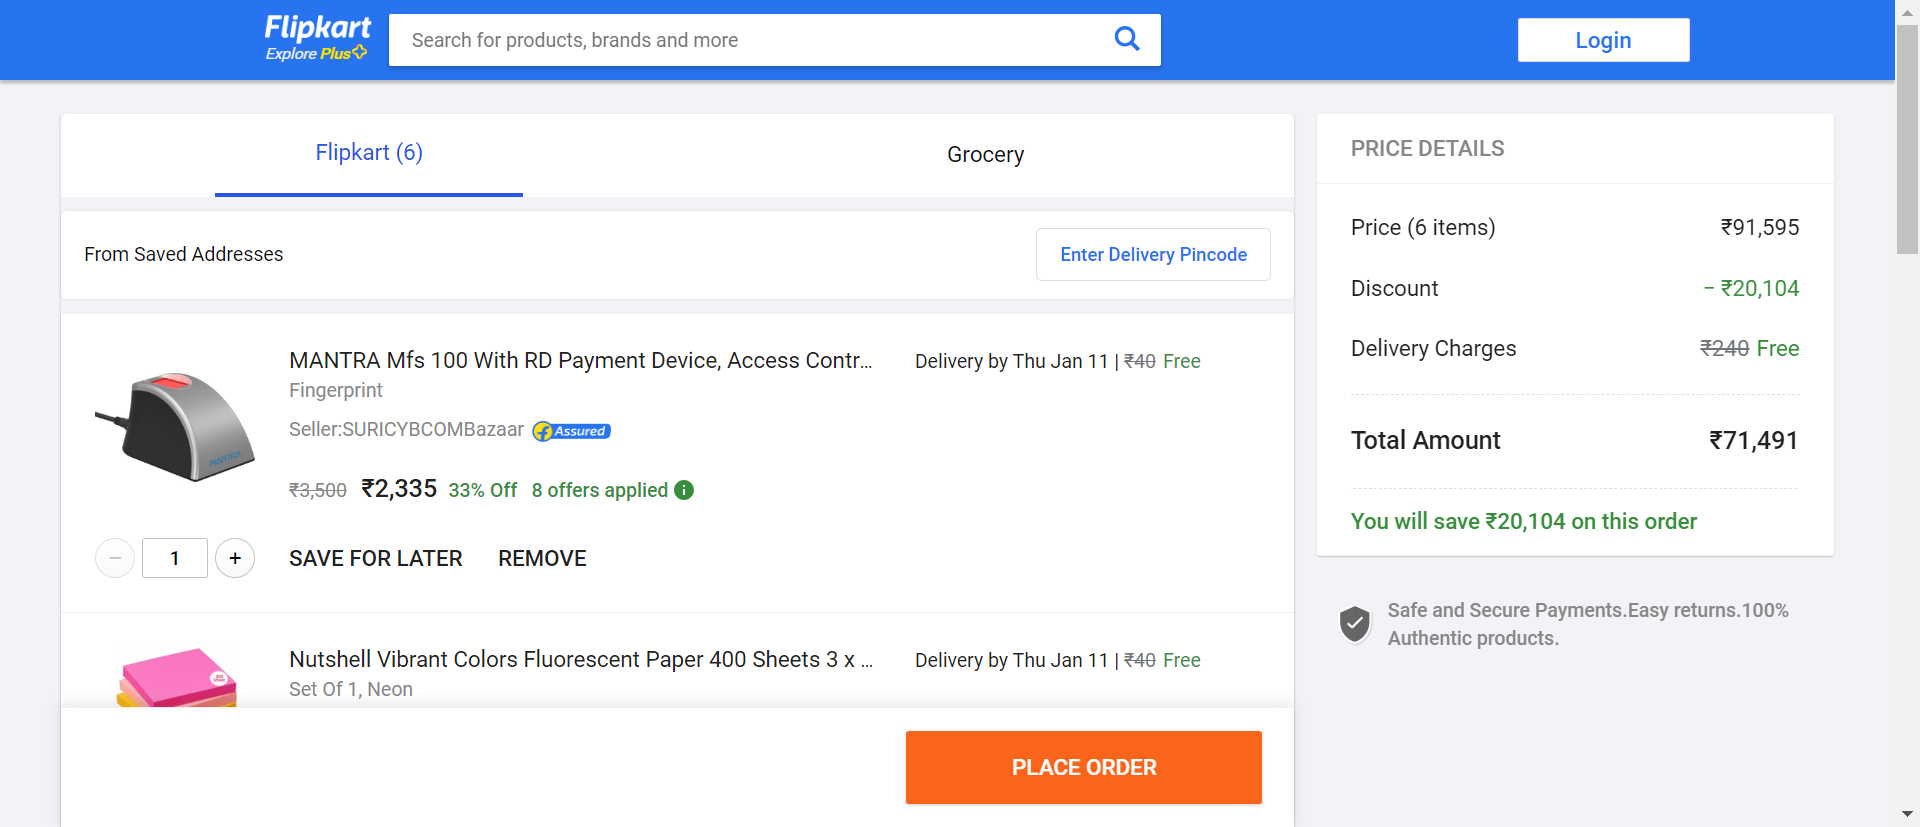 Flipkart
Explore Plus
Search for products, brands and more
Login
Flipkart (6)
Grocery
From Saved Addresses
Enter Delivery Pincode
MANTRA Mfs 100 With RD Payment Device, Access Contr...
Delivery by Thu Jan 11 | ₹40 Free
Fingerprint
Seller:SURICYBCOMBazaar
Assured
MANTRA
₹3,500 ₹2,335 33% Off 8 offers applied
1
SAVE FOR LATER
REMOVE
Nutshell Vibrant Colors Fluorescent Paper 400 Sheets 3 x ...
Delivery by Thu Jan 11 | ₹40 Free
Set Of 1, Neon
PLACE ORDER
PRICE DETAILS
Price (6 items) ₹91,595
Discount − ₹20,104
Delivery Charges ₹240 Free
Total Amount ₹71,491
You will save ₹20,104 on this order
Safe and Secure Payments.Easy returns.100%
Authentic products.